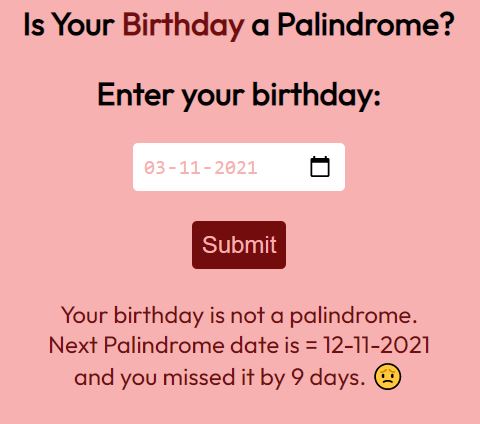 Is Your Birthday a Palindrome?
Enter your birthday:
03-11-2021
Submit
Your birthday is not a palindrome.
Next Palindrome date is = 12-11-2021
and you missed it by 9 days. 😟